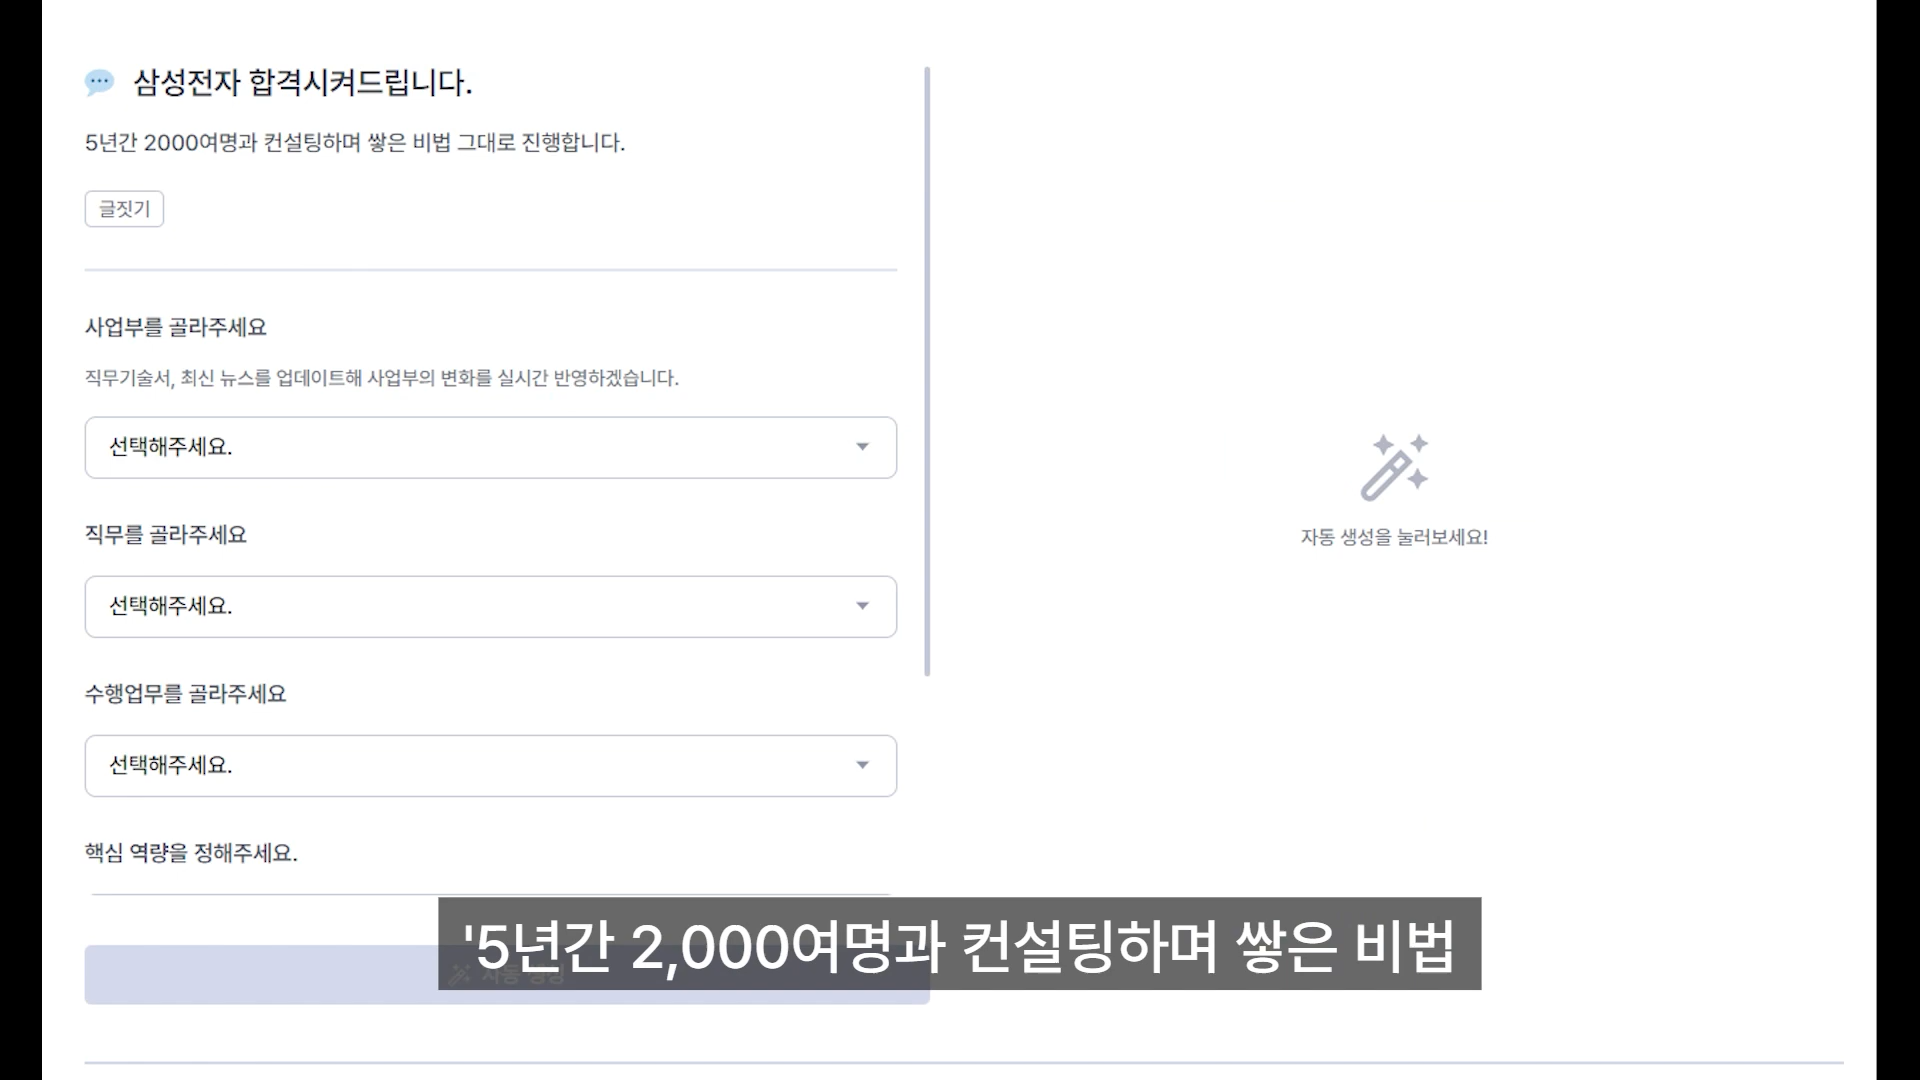 삼성전자 합격시켜드립니다.
5년간 2000여명과 컨설팅하며 쌓은 비법 그대로 진행합니다.
글짓기
사업부를 골라주세요
직무기술서, 최신 뉴스를 업데이트해 사업부의 변화를 실시간 반영하겠습니다.
선택해주세요.
직무를 골라주세요
선택해주세요.
수행업무를 골라주세요
선택해주세요.
핵심 역량을 정해주세요.
자동 생성
자동 생성을 눌러보세요!
'5년간 2,000여명과 컨설팅하며 쌓은 비법